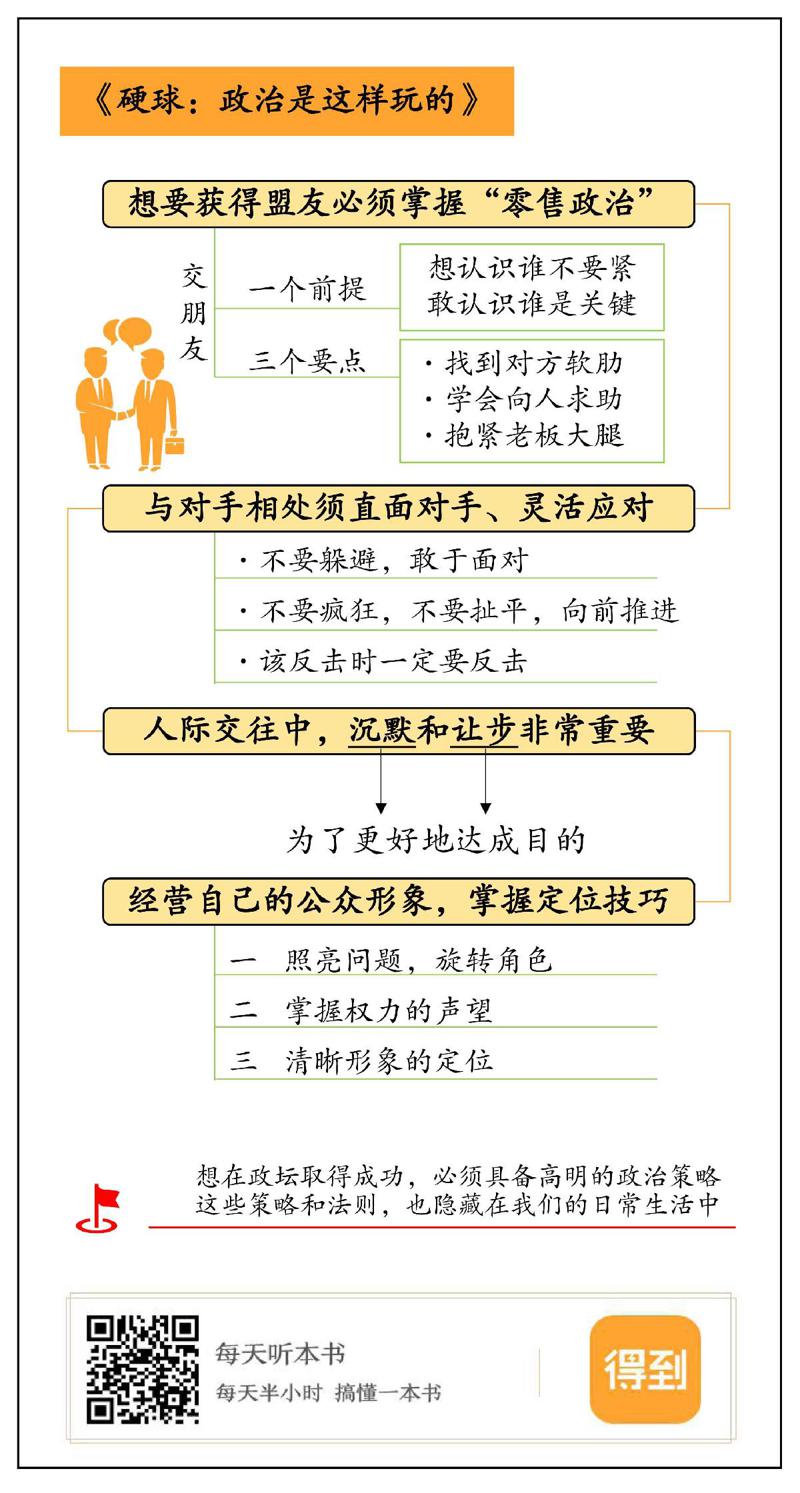 《硬球：政治是这样玩的》
想要获得盟友必须掌握“零售政治”
交朋友
一个前提
想认识谁不要紧
敢认识谁是关键
三个要点
·找到对方软肋
·学会向人求助
·抱紧老板大腿
与对手相处须直面对手、灵活应对
·不要躲避，敢于面对
·不要疯狂，不要扯平，向前推进
·该反击时一定要反击
人际交往中，沉默和让步非常重要
为了更好地达成目的
经营自己的公众形象，掌握定位技巧
一 照亮问题，旋转角色
二 掌握权力的声望
三 清晰形象的定位
想在政坛取得成功，必须具备高明的政治策略
这些策略和法则，也隐藏在我们的日常生活中
每天听本书
每天半小时 搞懂一本书
得到